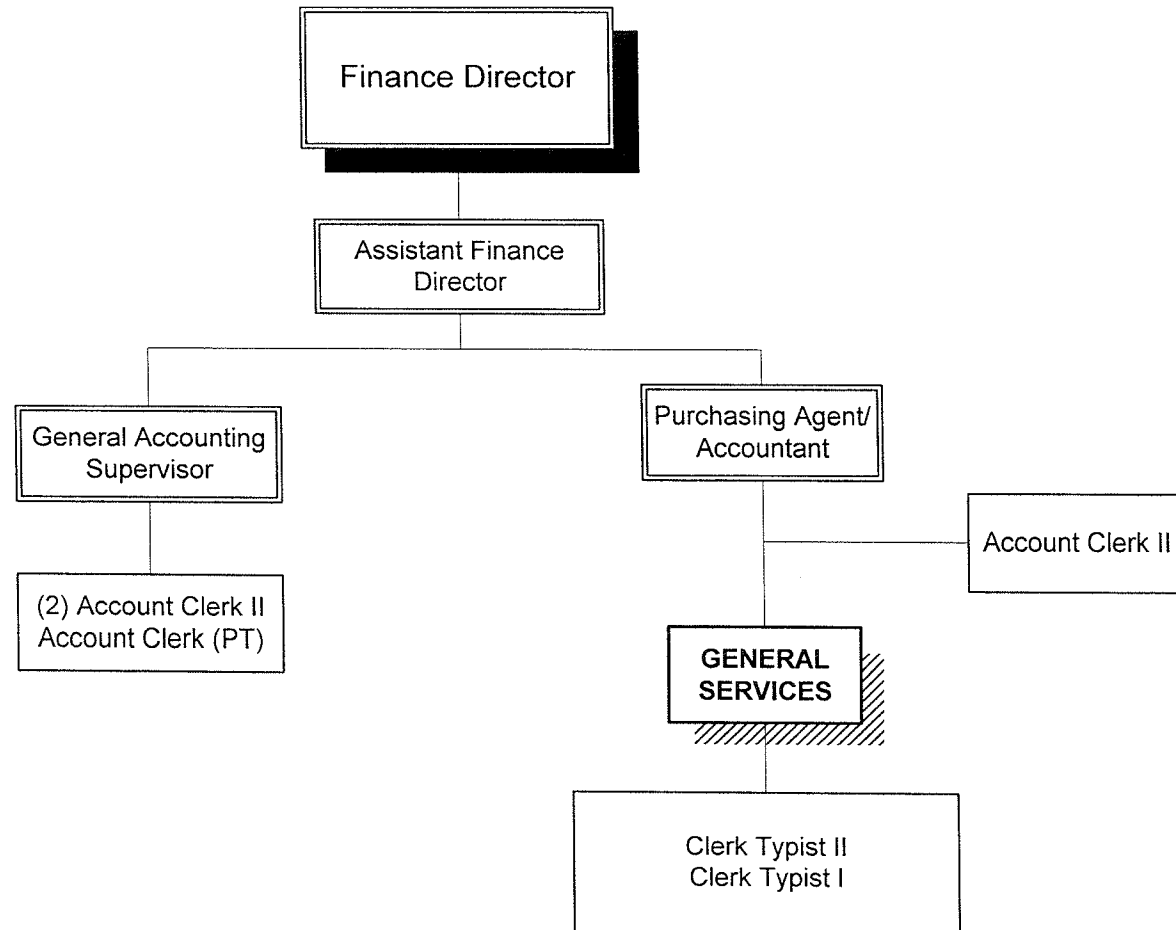 Finance Director
Assistant Finance
Director
General Accounting
Supervisor
Purchasing Agent/
Accountant
Account Clerk II
(2) Account Clerk II
Account Clerk (PT)
GENERAL
SERVICES
Clerk Typist II
Clerk Typist I